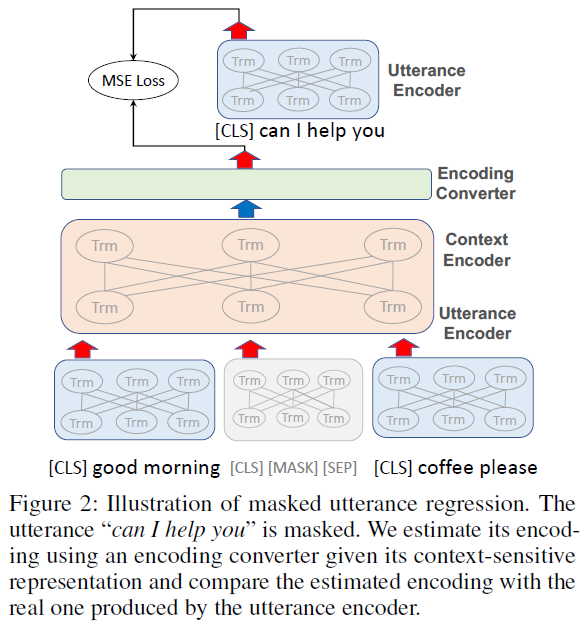 Trm Trm Trm
MSE Loss
Utterance
Encoder
Trm Trm Trm
[CLS] can I help you
Encoding
Converter
Trm Trm Trm
Context
Encoder
Trm Trm Trm
Utterance
Encoder
Trm Trm Trm Trm Trm Trm Trm Trm Trm
Trm Trm Trm Trm Trm Trm Trm Trm Trm
[CLS] good morning [CLS] [MASK] [SEP] [CLS] coffee please
Figure 2: Illustration of masked utterance regression. The
utterance “can I help you” is masked. We estimate its encod-
ing using an encoding converter given its context-sensitive
representation and compare the estimated encoding with the
real one produced by the utterance encoder.